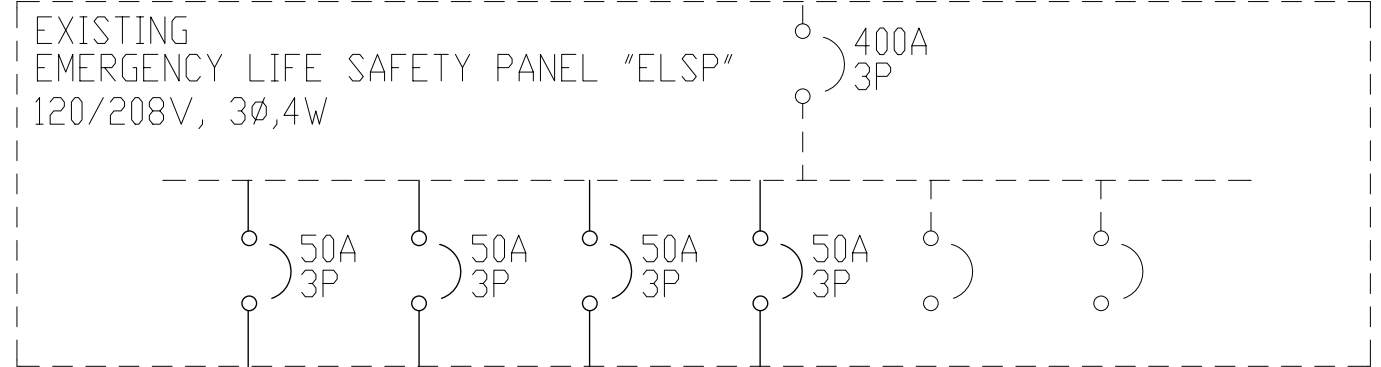 EXISTING
EMERGENCY LIFE SAFETY PANEL "ELSP"
120/208V, 3Ø,4W
400A
3P
50A
3P
50A
3P
50A
3P
50A
3P